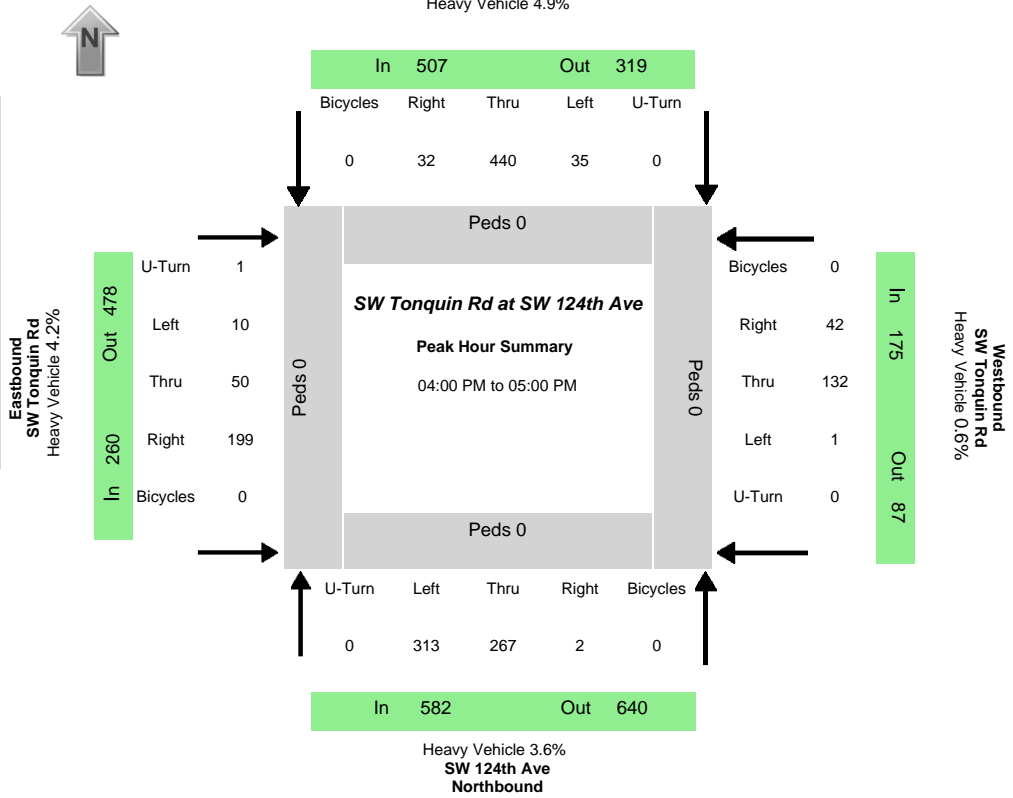 Heavy Vehicle 4.9%
N
In 507 Out 319
Bicycles Right Thru Left U-Turn
0 32 440 35 0
Peds 0
Eastbound
SW Tonquin Rd
Heavy Vehicle 4.2%
In 260 Out 478
U-Turn 1
Left 10
Thru 50
Right 199
Bicycles 0
Peds 0
SW Tonquin Rd at SW 124th Ave
Peak Hour Summary
04:00 PM to 05:00 PM
Peds 0
Bicycles 0
Right 42
Thru 132
Left 1
U-Turn 0
In 175 Out 87
Westbound
SW Tonquin Rd
Heavy Vehicle 0.6%
Peds 0
U-Turn Left Thru Right Bicycles
0 313 267 2 0
In 582 Out 640
Heavy Vehicle 3.6%
SW 124th Ave
Northbound